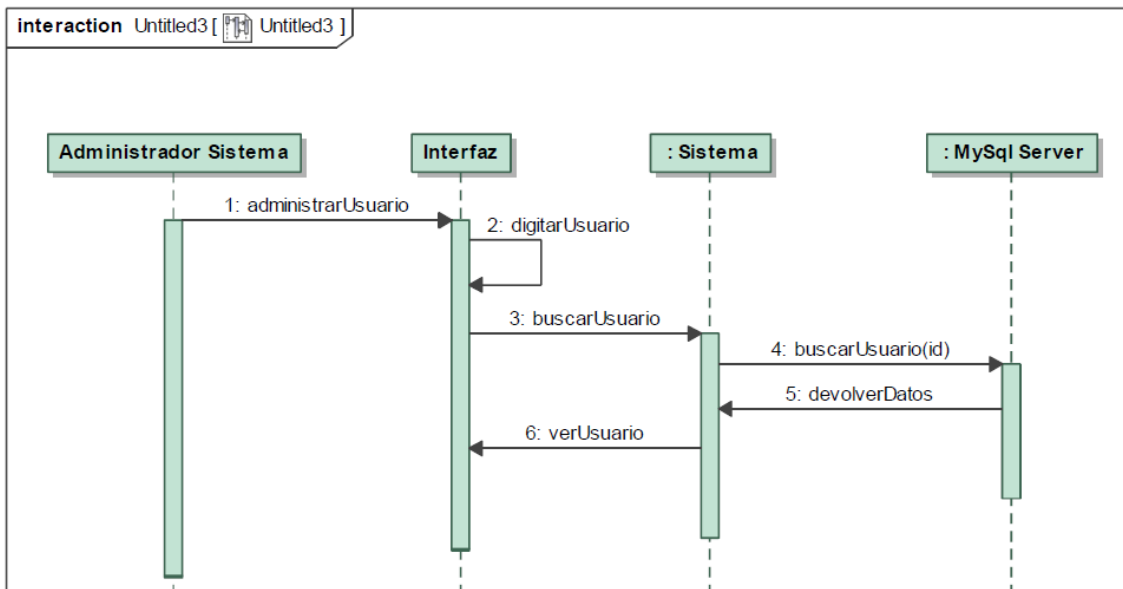 interaction Untitled3 [ Untitled3 ]
Administrador Sistema
Interfaz
: Sistema
: MySql Server
1: administrarUsuario
2: digitarUsuario
3: buscarUsuario
4: buscarUsuario(id)
5: devolverDatos
6: verUsuario